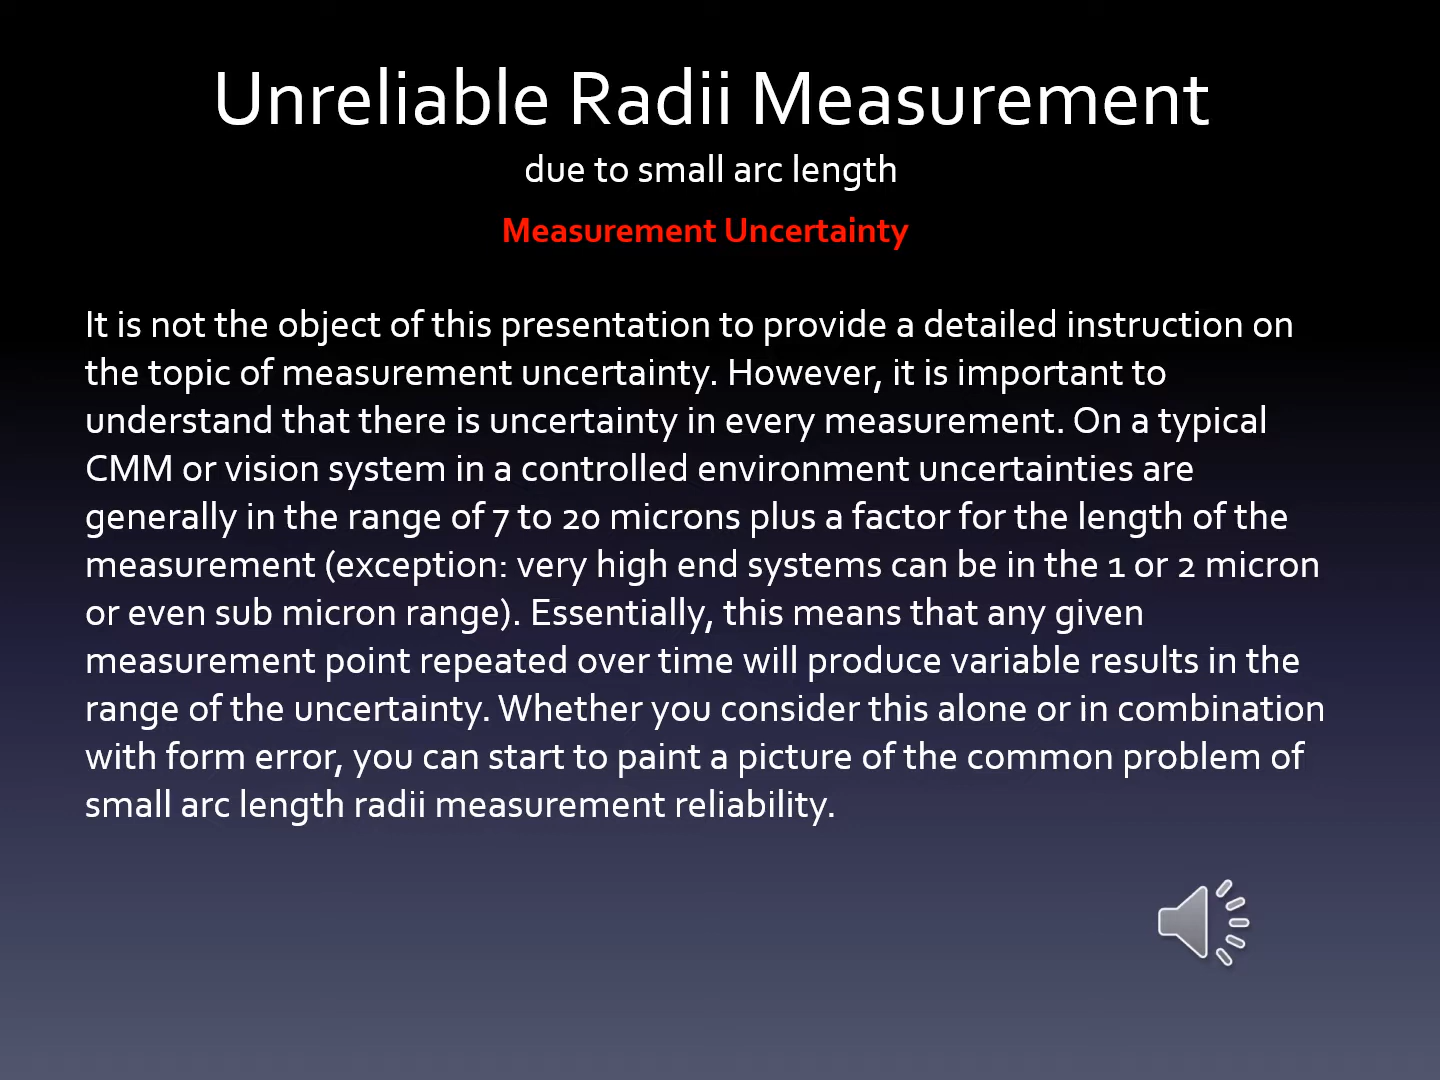 Unreliable Radii Measurement
due to small arc length
Measurement Uncertainty
It is not the object of this presentation to provide a detailed instruction on
the topic of measurement uncertainty. However, it is important to
understand that there is uncertainty in every measurement. On a typical
CMM or vision system in a controlled environment uncertainties are
generally in the range of 7 to 20 microns plus a factor for the length of the
measurement (exception: very high end systems can be in the 1 or 2 micron
or even sub micron range). Essentially, this means that any given
measurement point repeated over time will produce variable results in the
range of the uncertainty. Whether you consider this alone or in combination
with form error, you can start to paint a picture of the common problem of
small arc length radii measurement reliability.